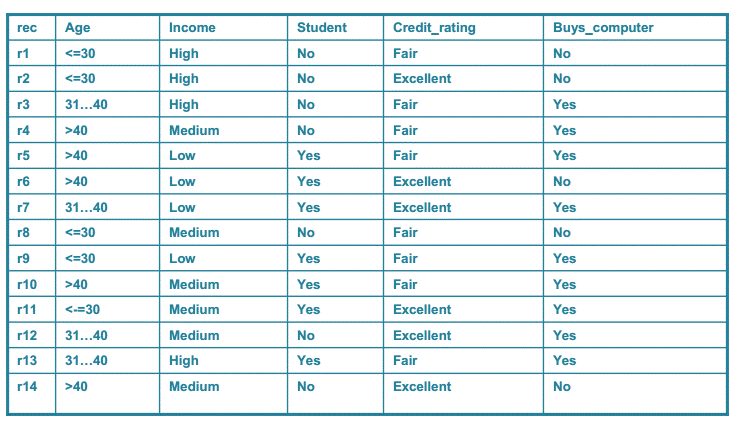 rec Age Income Student Credit_rating Buys_computer
r1 <=30 High No Fair No
r2 <=30 High No Excellent No
r3 31...40 High No Fair Yes
r4 >40 Medium No Fair Yes
r5 >40 Low Yes Fair Yes
r6 >40 Low Yes Excellent No
r7 31...40 Low Yes Excellent Yes
r8 <=30 Medium No Fair No
r9 <=30 Low Yes Fair Yes
r10 >40 Medium Yes Fair Yes
r11 <-=30 Medium Yes Excellent Yes
r12 31...40 Medium No Excellent Yes
r13 31...40 High Yes Fair Yes
r14 >40 Medium No Excellent No